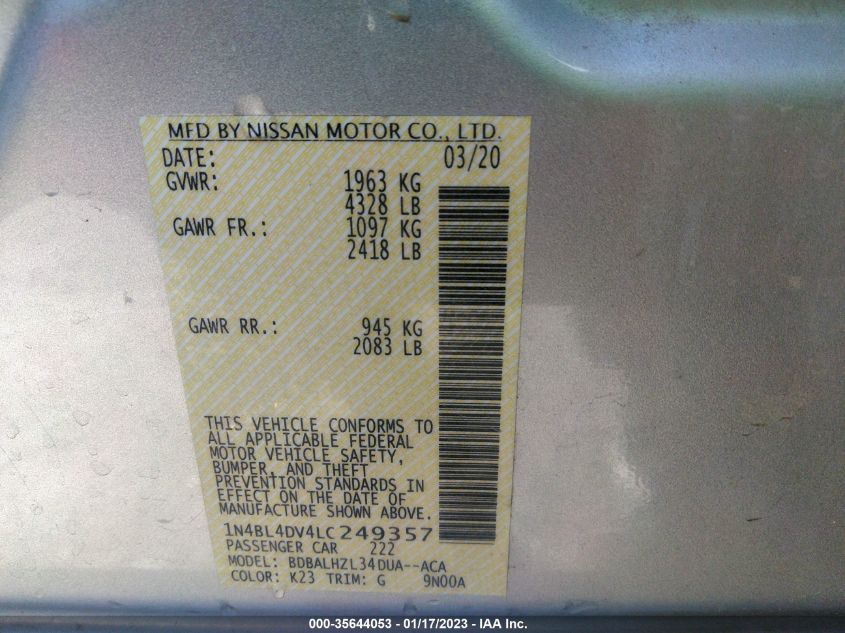 MFD BY NISSAN MOTOR CO., LTD.
DATE: 03/20
GVWR: 1963 KG
4328 LB
GAWR FR.: 1097 KG
2418 LB
GAWR RR.: 945 KG
2083 LB
THIS VEHICLE CONFORMS TO
ALL APPLICABLE FEDERAL
MOTOR VEHICLE SAFETY,
BUMPER, AND THEFT
PREVENTION STANDARDS IN
EFFECT ON THE DATE OF
MANUFACTURE SHOWN ABOVE.
1N4BL4DV4LC249357
PASSENGER CAR 222
MODEL: BDBALHZL34DUA--ACA
COLOR: K23 TRIM: G 9N00A
000-35644053 - 01/17/2023 - IAA Inc.